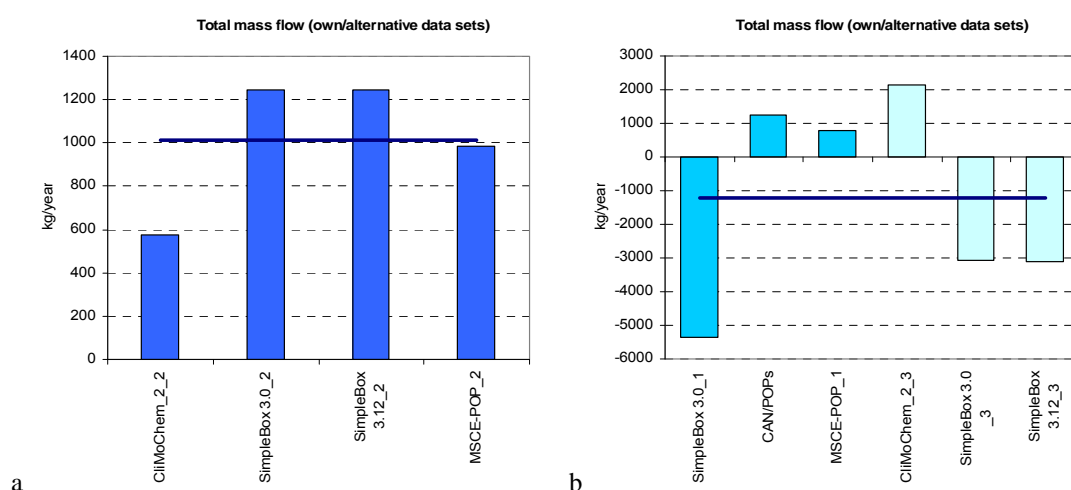 Total mass flow (own/alternative data sets)
1400
1200
1000
800
600
400
200
0
kg/year
CliMoChem_2_2
SimpleBox 3.0_2
SimpleBox
3.12_2
MSCE-POP_2
a
Total mass flow (own/alternative data sets)
3000
2000
1000
0
-1000
-2000
-3000
-4000
-5000
-6000
kg/year
SimpleBox 3.0_1
CAN/POPs
MSCE-POP_1
CliMoChem_2_3
SimpleBox 3.0
_3
SimpleBox
3.12_3
b